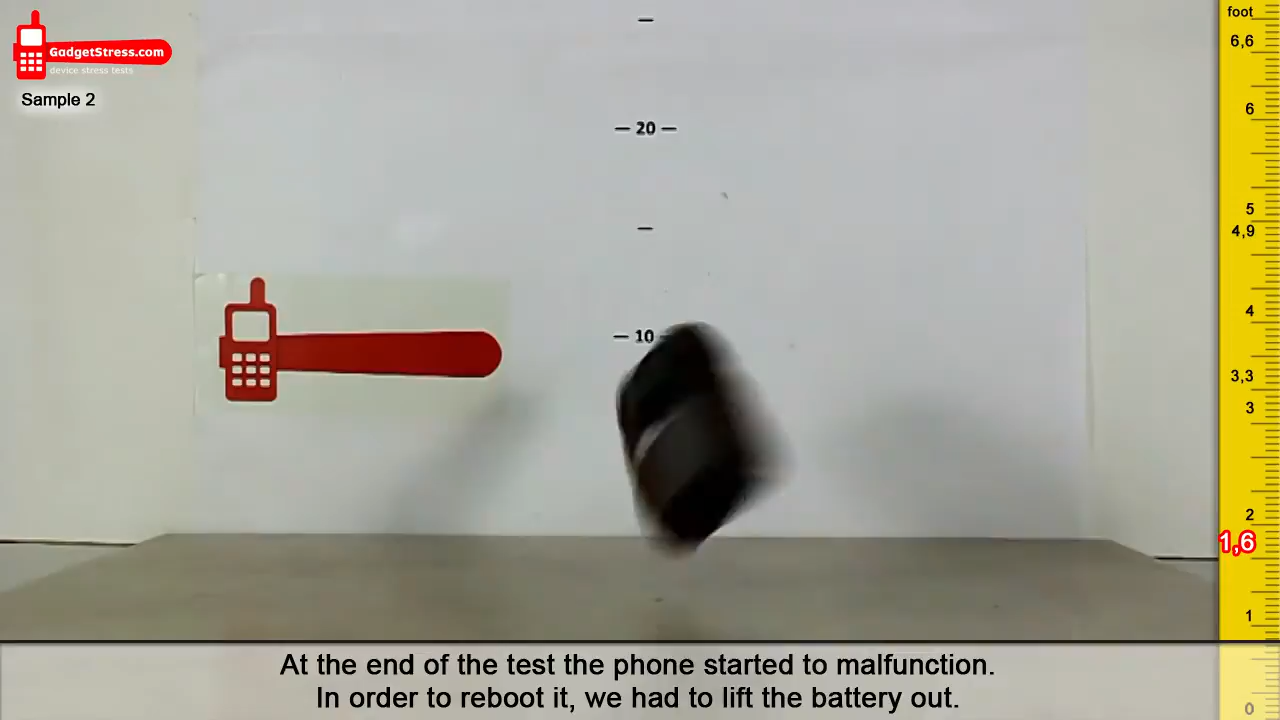 GadgetStress.com
device stress tests
Sample 2
— 20 —
— 10
foot
6,6
6
5
4,9
4
3,3
3
2
1,6
1
0
At the end of the test the phone started to malfunction.
In order to reboot it, we had to lift the battery out.